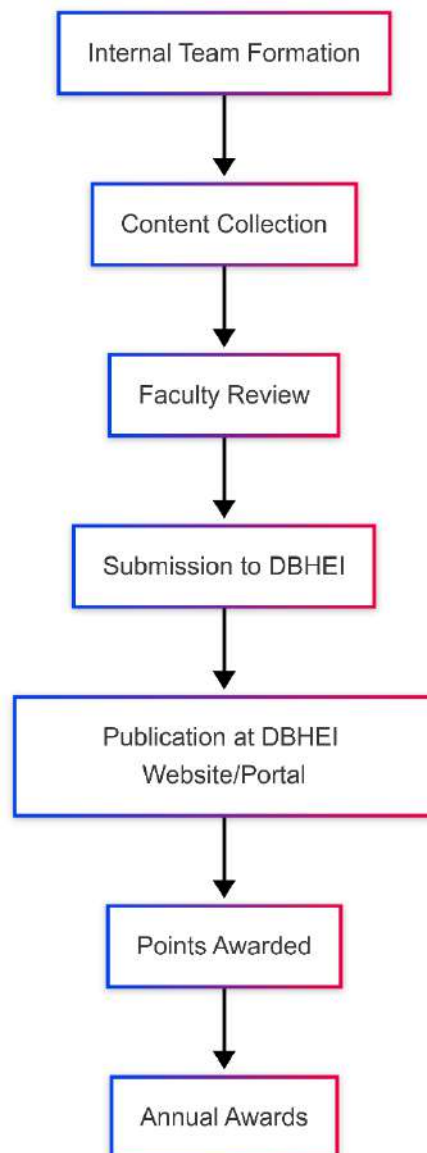 Internal Team Formation
Content Collection
Faculty Review
Submission to DBHEI
Publication at DBHEI
Website/Portal
Points Awarded
Annual Awards